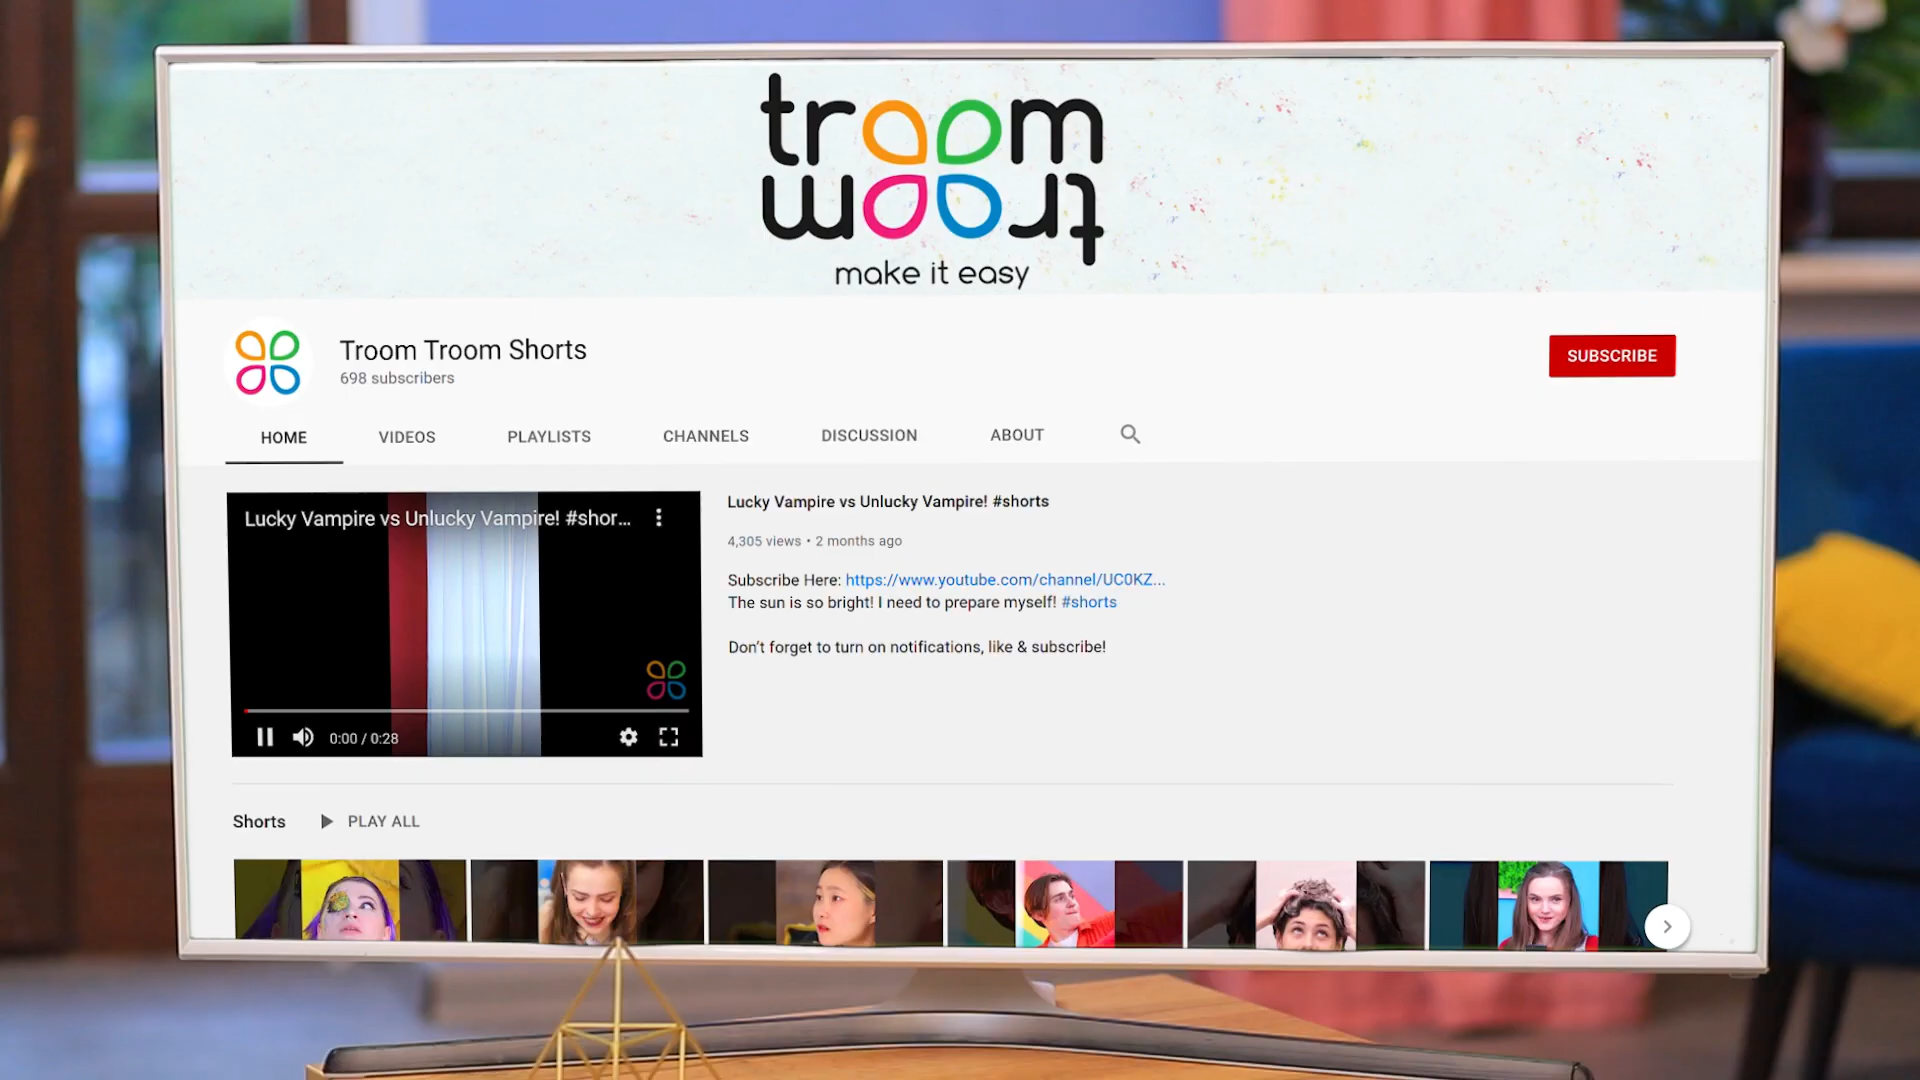 troom
troom
make it easy
Troom Troom Shorts
698 subscribers
SUBSCRIBE
HOME
VIDEOS
PLAYLISTS
CHANNELS
DISCUSSION
ABOUT
Lucky Vampire vs Unlucky Vampire! #shor...
0:00 / 0:28
Lucky Vampire vs Unlucky Vampire! #shorts
4,305 views • 2 months ago
Subscribe Here: https://www.youtube.com/channel/UC0KZ...
The sun is so bright! I need to prepare myself! #shorts
Don't forget to turn on notifications, like & subscribe!
Shorts
PLAY ALL